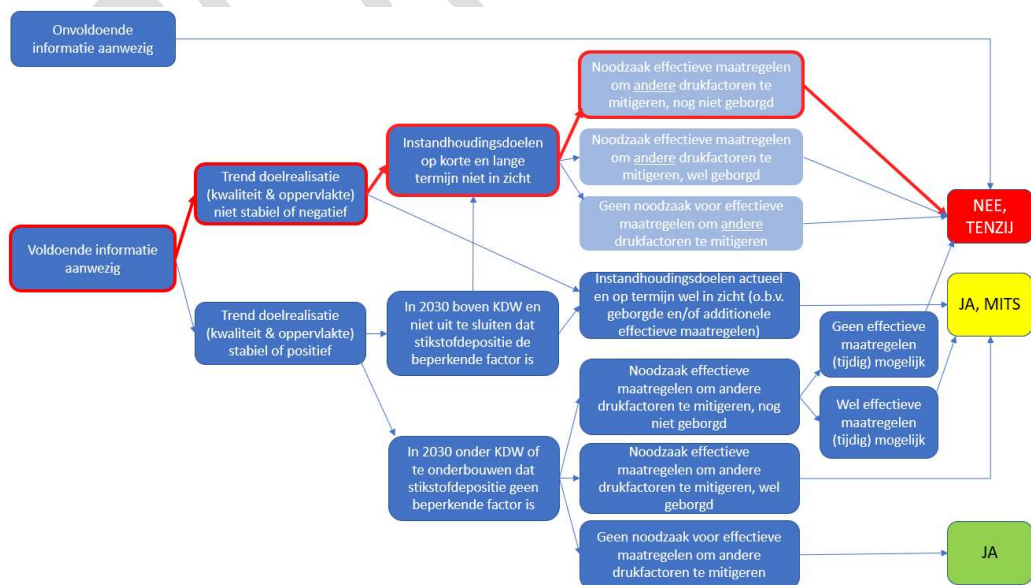 Onvoldoende
informatie aanwezig
Voldoende informatie
aanwezig
Trend doelrealisatie
(kwaliteit & oppervlakte)
niet stabiel of negatief
Trend doelrealisatie
(kwaliteit & oppervlakte)
stabiel of positief
Instandhoudingsdoelen
op korte en lange
termijn niet in zicht
In 2030 boven KDW en
niet uit te sluiten dat
stikstofdepositie de
beperkende factor is
In 2030 onder KDW of
te onderbouwen dat
stikstofdepositie geen
beperkende factor is
Noodzaak effectieve maatregelen
om andere drukfactoren te
mitigeren, nog niet geborgd
Noodzaak effectieve maatregelen
om andere drukfactoren te
mitigeren, wel geborgd
Geen noodzaak voor effectieve
maatregelen om andere
drukfactoren te mitigeren
Instandhoudingsdoelen actueel
en op termijn wel in zicht (o.b.v.
geborgde en/of additionele
effectieve maatregelen)
Noodzaak effectieve
maatregelen om andere
drukfactoren te mitigeren, nog
niet geborgd
Noodzaak effectieve
maatregelen om andere
drukfactoren te mitigeren, wel
geborgd
Geen noodzaak voor effectieve
maatregelen om andere
drukfactoren te mitigeren
Geen effectieve
maatregelen
(tijdig) mogelijk
Wel effectieve
maatregelen
(tijdig) mogelijk
NEE,
TENZIJ
JA, MITS
JA